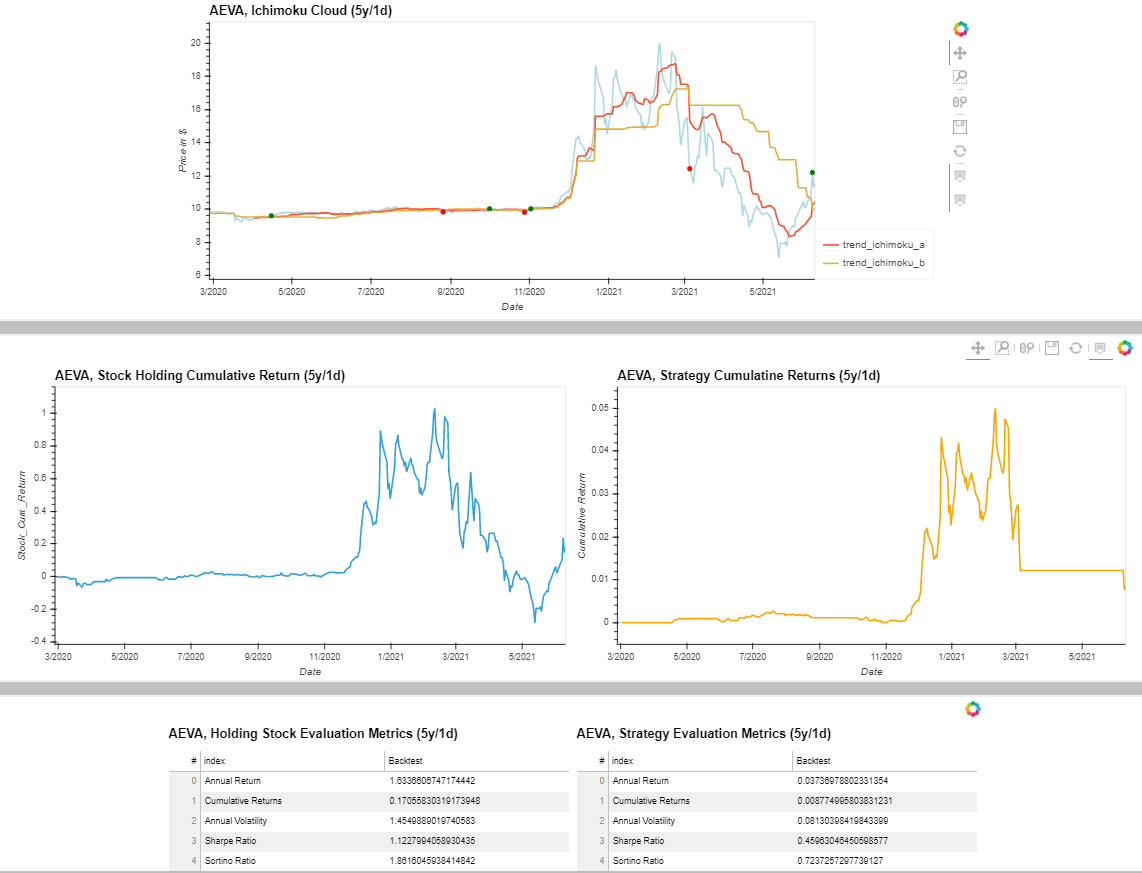 AEVA, Ichimoku Cloud (5y/1d)
20
18
16
14
12
10
8
6
Price in $
3/2020 5/2020 7/2020 9/2020 11/2020 1/2021 3/2021 5/2021
Date
trend_ichimoku_a
trend_ichimoku_b
AEVA, Stock Holding Cumulative Return (5y/1d)
1
0.8
0.6
0.4
0.2
0
-0.2
-0.4
Stock_Cum_Return
3/2020 5/2020 7/2020 9/2020 11/2020 1/2021 3/2021 5/2021
Date
AEVA, Strategy Cumulatine Returns (5y/1d)
0.05
0.04
0.03
0.02
0.01
0
Cumulative Return
3/2020 5/2020 7/2020 9/2020 11/2020 1/2021 3/2021 5/2021
Date
AEVA, Holding Stock Evaluation Metrics (5y/1d)
# index Backtest
0 Annual Return 1.6336606747174442
1 Cumulative Returns 0.17055830319173948
2 Annual Volatility 1.4549889019740583
3 Sharpe Ratio 1.1227994058930435
4 Sortino Ratio 1.8616045938414842
AEVA, Strategy Evaluation Metrics (5y/1d)
# index Backtest
0 Annual Return 0.03736978802331354
1 Cumulative Returns 0.008774995803831231
2 Annual Volatility 0.08130398419843399
3 Sharpe Ratio 0.45963046450598577
4 Sortino Ratio 0.7237257297739127